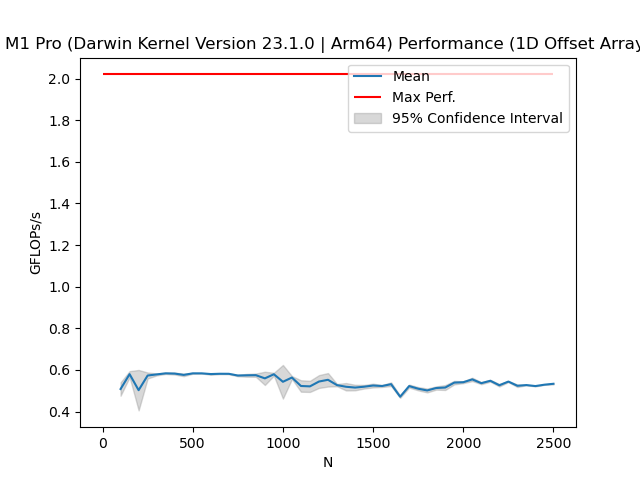 M1 Pro (Darwin Kernel Version 23.1.0 | Arm64) Performance (1D Offset Array
Mean
Max Perf.
95% Confidence Interval
GFLOPs/s
2.0
1.8
1.6
1.4
1.2
1.0
0.8
0.6
0.4
0
500
1000
1500
2000
2500
N